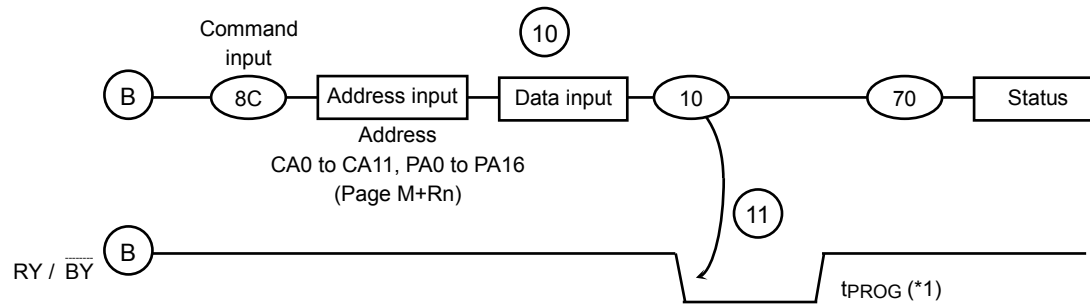 10
Command
input
B 8C Address input Data input 10 70 Status
Address
CA0 to CA11, PA0 to PA16
(Page M+Rn)
11
B
RY / BY
tPROG (*1)